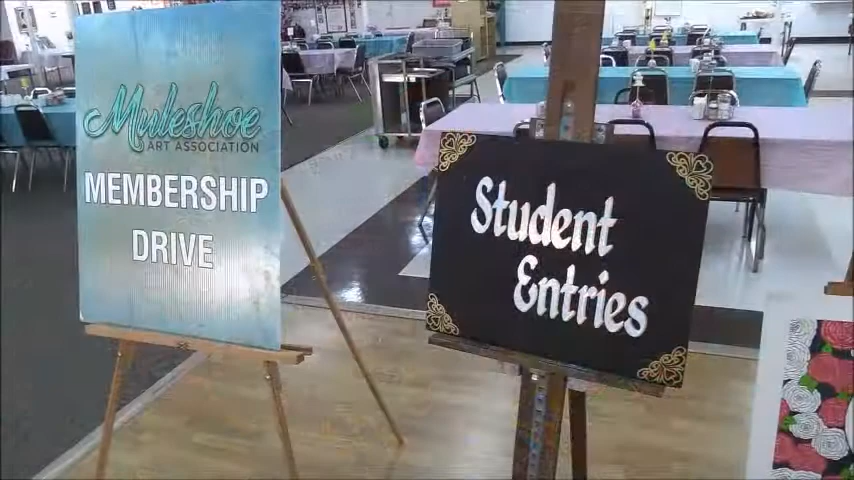 Muleshoe
ART ASSOCIATION
MEMBERSHIP
DRIVE
Student
Entries